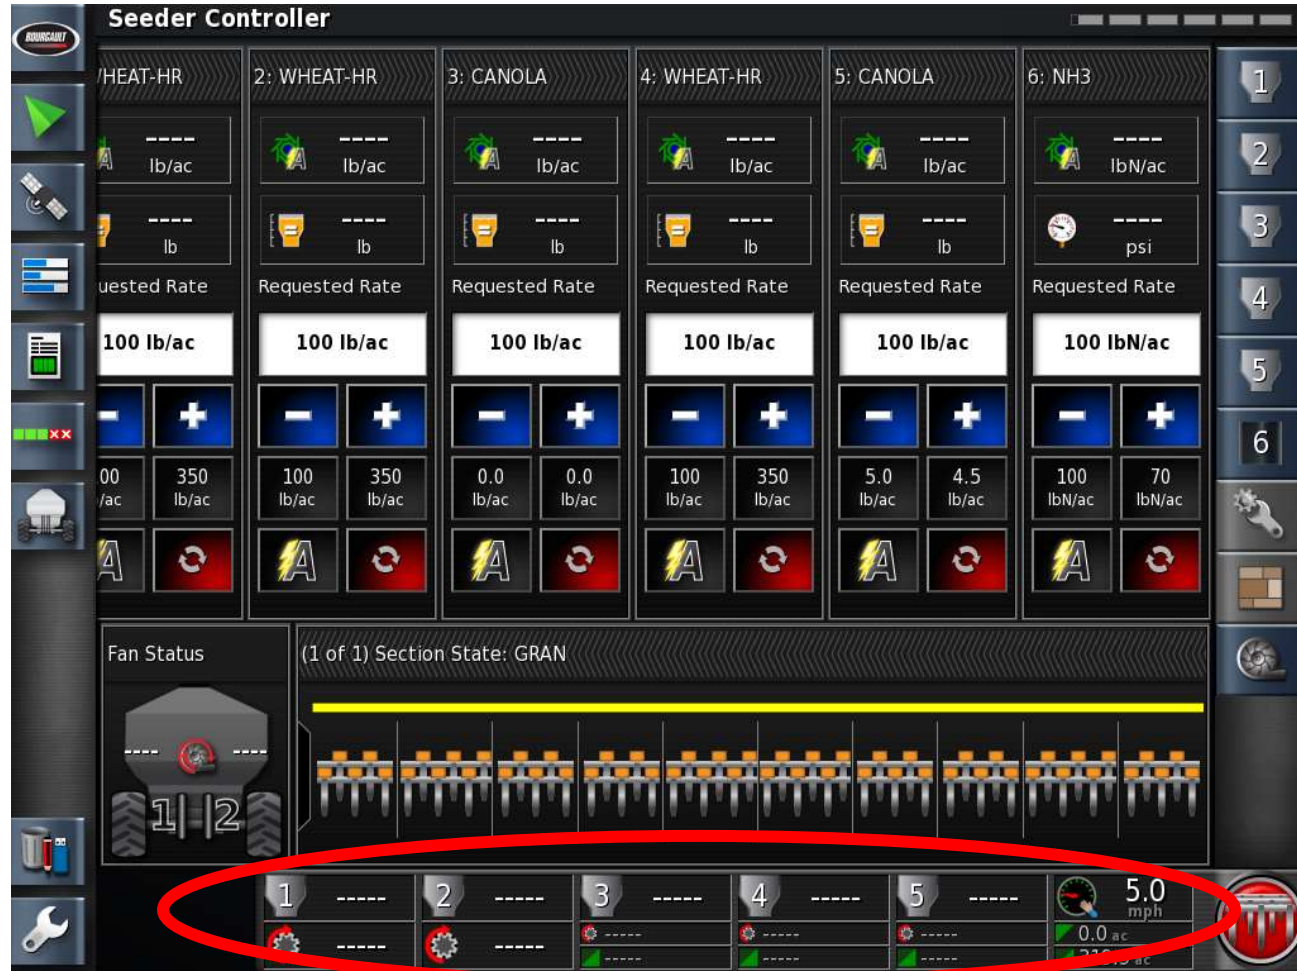 Seeder Controller
BOURGAULT
/HEAT-HR
2: WHEAT-HR
3: CANOLA
4: WHEAT-HR
5: CANOLA
6: NH3
---- lb/ac
---- lb/ac
---- lb/ac
---- lb/ac
---- lb/ac
---- lbN/ac
---- lb
---- lb
---- lb
---- lb
---- lb
---- psi
uested Rate
Requested Rate
Requested Rate
Requested Rate
Requested Rate
Requested Rate
100 lb/ac
100 lb/ac
100 lb/ac
100 lb/ac
100 lb/ac
100 lbN/ac
- + - + - + - + - + - +
00 /ac
350 lb/ac
100 lb/ac
350 lb/ac
0.0 lb/ac
0.0 lb/ac
100 lb/ac
350 lb/ac
5.0 lb/ac
4.5 lb/ac
100 lbN/ac
70 lbN/ac
A A A A A A
1
2
3
4
5
6
Fan Status
---- ----
1 2
(1 of 1) Section State: GRAN
1 -----
2 -----
3 -----
4 -----
5 -----
5.0 mph
----- ----- ----- ----- -----
0.0 ac
----- ----- -----
ac